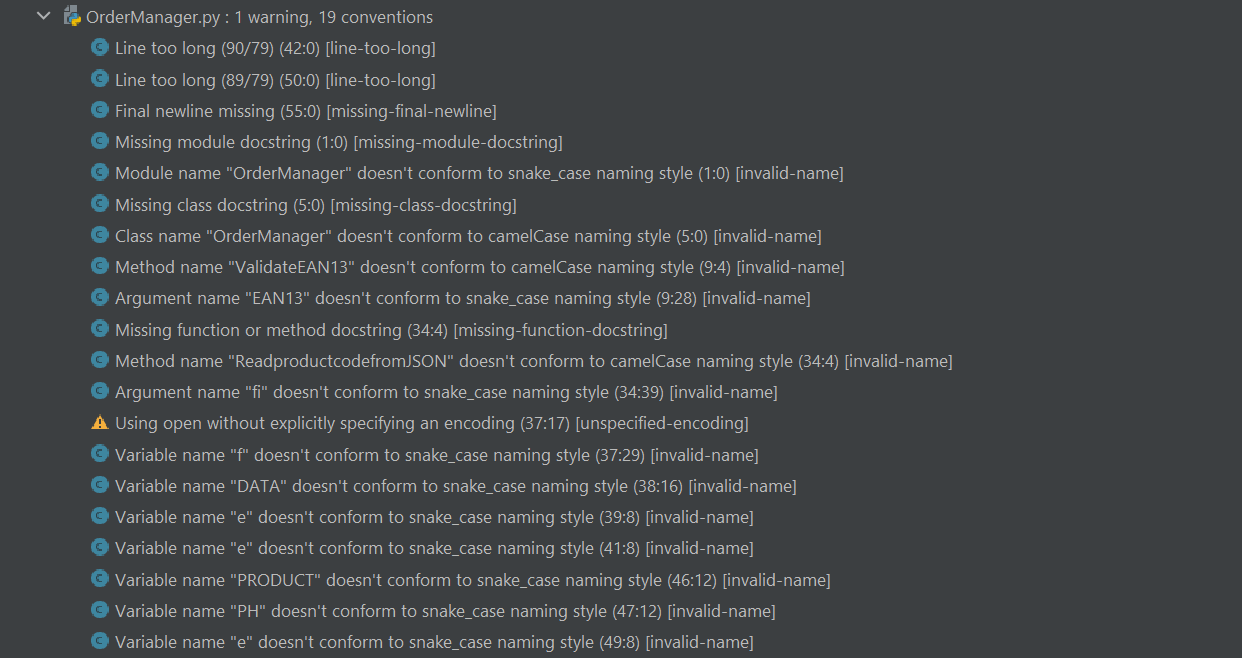 OrderManager.py : 1 warning, 19 conventions
Line too long (90/79) (42:0) [line-too-long]
Line too long (89/79) (50:0) [line-too-long]
Final newline missing (55:0) [missing-final-newline]
Missing module docstring (1:0) [missing-module-docstring]
Module name "OrderManager" doesn't conform to snake_case naming style (1:0) [invalid-name]
Missing class docstring (5:0) [missing-class-docstring]
Class name "OrderManager" doesn't conform to camelCase naming style (5:0) [invalid-name]
Method name "ValidateEAN13" doesn't conform to camelCase naming style (9:4) [invalid-name]
Argument name "EAN13" doesn't conform to snake_case naming style (9:28) [invalid-name]
Missing function or method docstring (34:4) [missing-function-docstring]
Method name "ReadproductcodefromJSON" doesn't conform to camelCase naming style (34:4) [invalid-name]
Argument name "fi" doesn't conform to snake_case naming style (34:39) [invalid-name]
Using open without explicitly specifying an encoding (37:17) [unspecified-encoding]
Variable name "f" doesn't conform to snake_case naming style (37:29) [invalid-name]
Variable name "DATA" doesn't conform to snake_case naming style (38:16) [invalid-name]
Variable name "e" doesn't conform to snake_case naming style (39:8) [invalid-name]
Variable name "e" doesn't conform to snake_case naming style (41:8) [invalid-name]
Variable name "PRODUCT" doesn't conform to snake_case naming style (46:12) [invalid-name]
Variable name "PH" doesn't conform to snake_case naming style (47:12) [invalid-name]
Variable name "e" doesn't conform to snake_case naming style (49:8) [invalid-name]